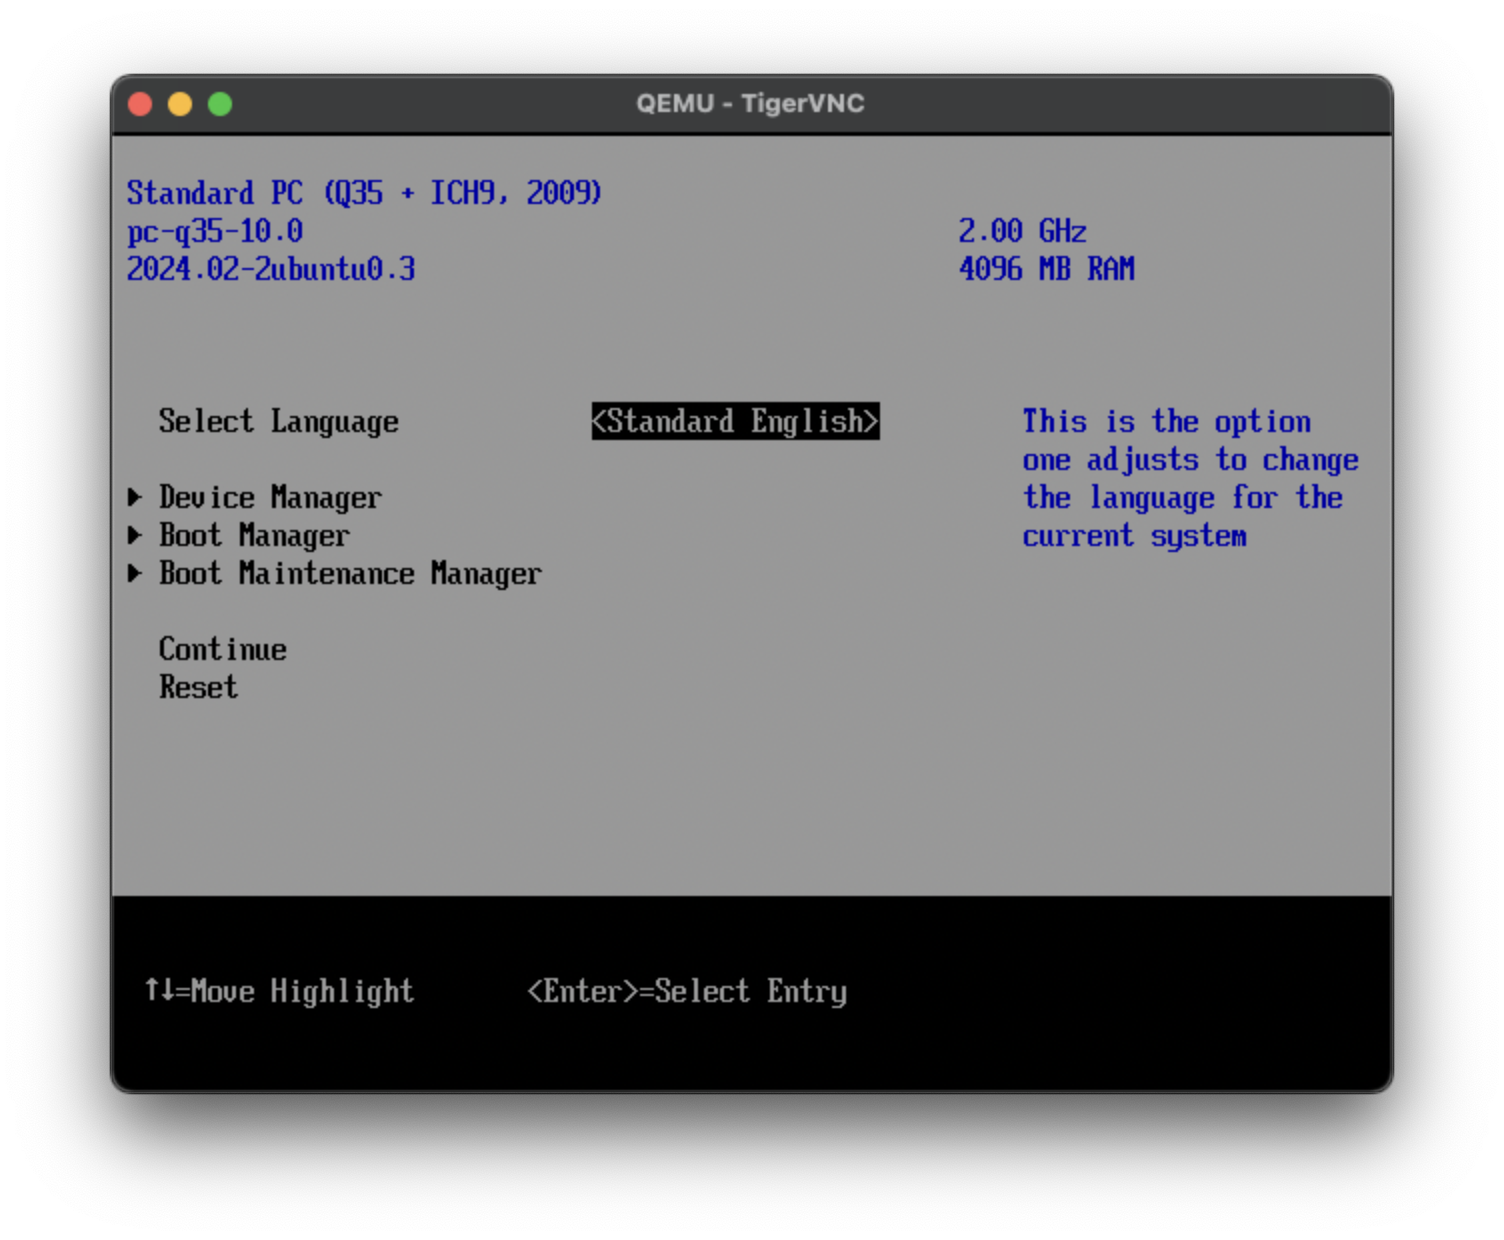 QEMU - TigerVNC
Standard PC (Q35 + ICH9, 2009)
pc-q35-10.0 2.00 GHz
2024.02-2ubuntu0.3 4096 MB RAM
Select Language <Standard English> This is the option
one adjusts to change
Device Manager the language for the
Boot Manager current system
Boot Maintenance Manager
Continue
Reset
↑↓=Move Highlight <Enter>=Select Entry